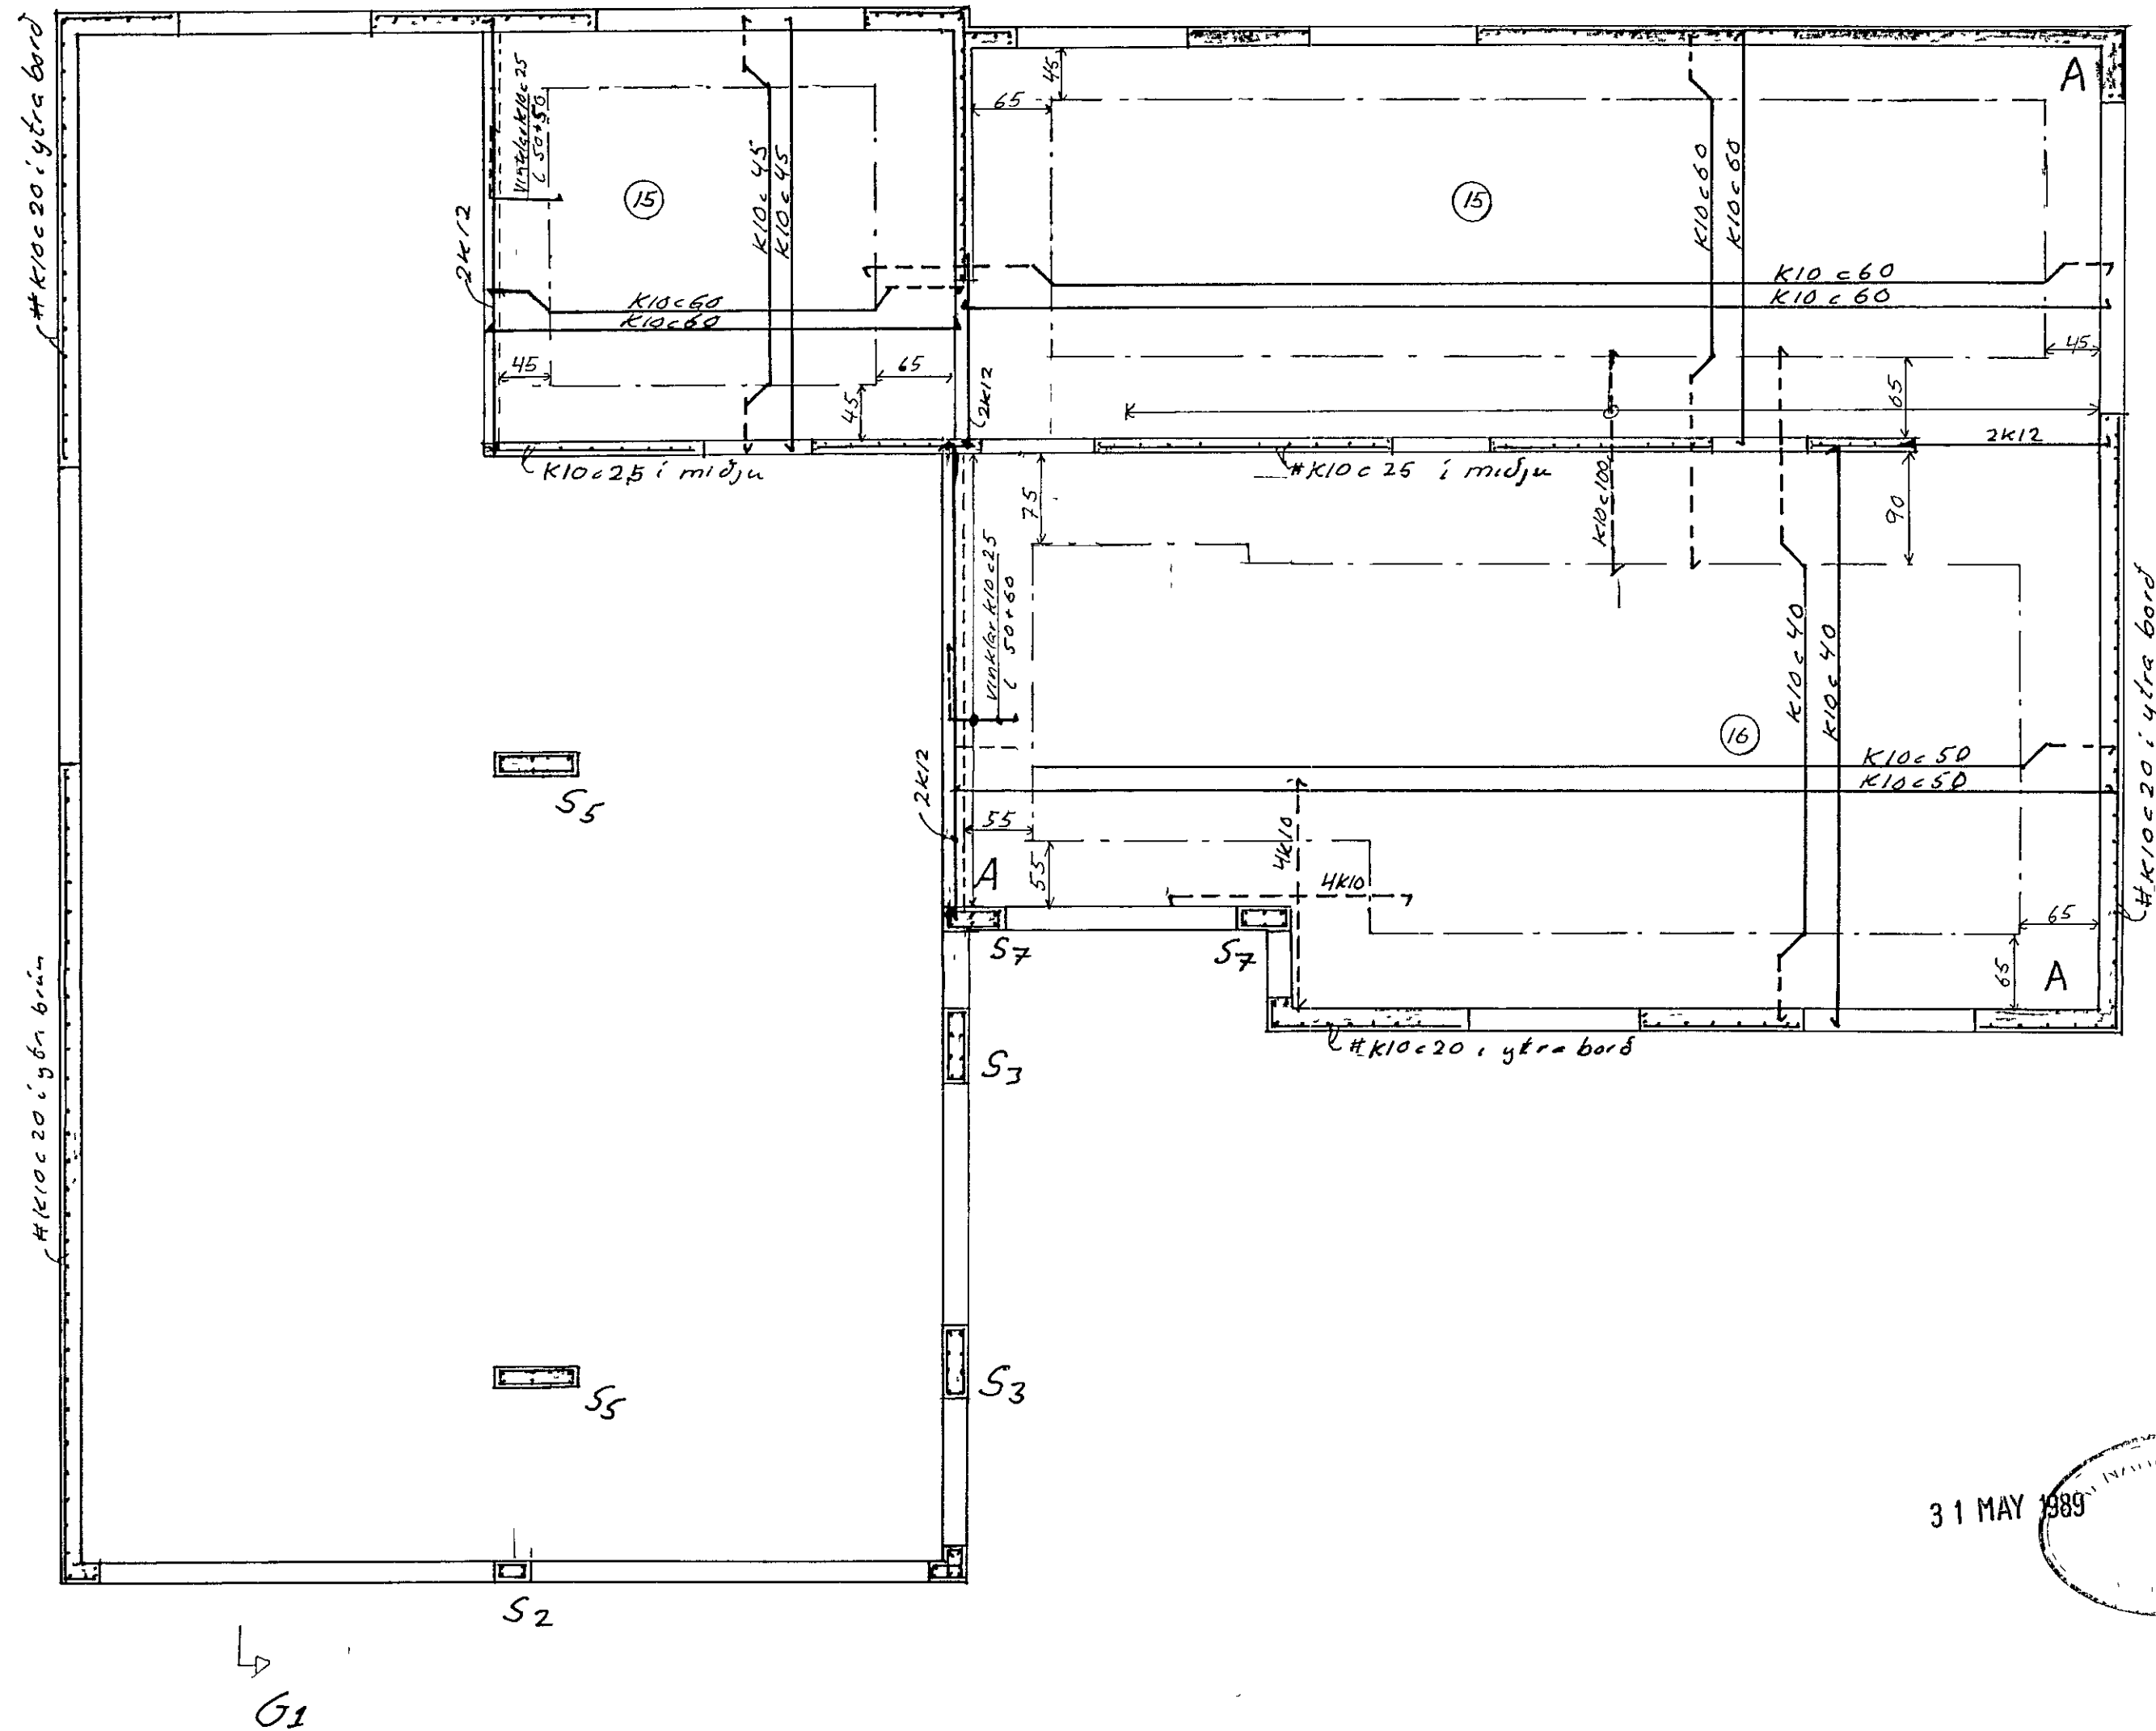 #K10c20 í ytra borð
Vinklar K10c25
L 50+50
2K12
15
K10c45
K10c45
K10c60
K10c60
45
65
45
2K12
K10c25 í miðju
45
65
A
15
K10c60
K10c60
K10c60
K10c60
45
65
2K12
#K10c25 í miðju
75
K10c100
90
Vinklar K10c25
L 50+60
K10c40
K10c40
16
K10c50
K10c50
#K10c20 í ytra borð
S5
2K12
55
55
A
4K10
4K10
65
65
A
S7
S7
#K10c20 í ytra borð
#K10c20 í ytri brún
S3
S5
S3
31 MAY 1989
S2
G1